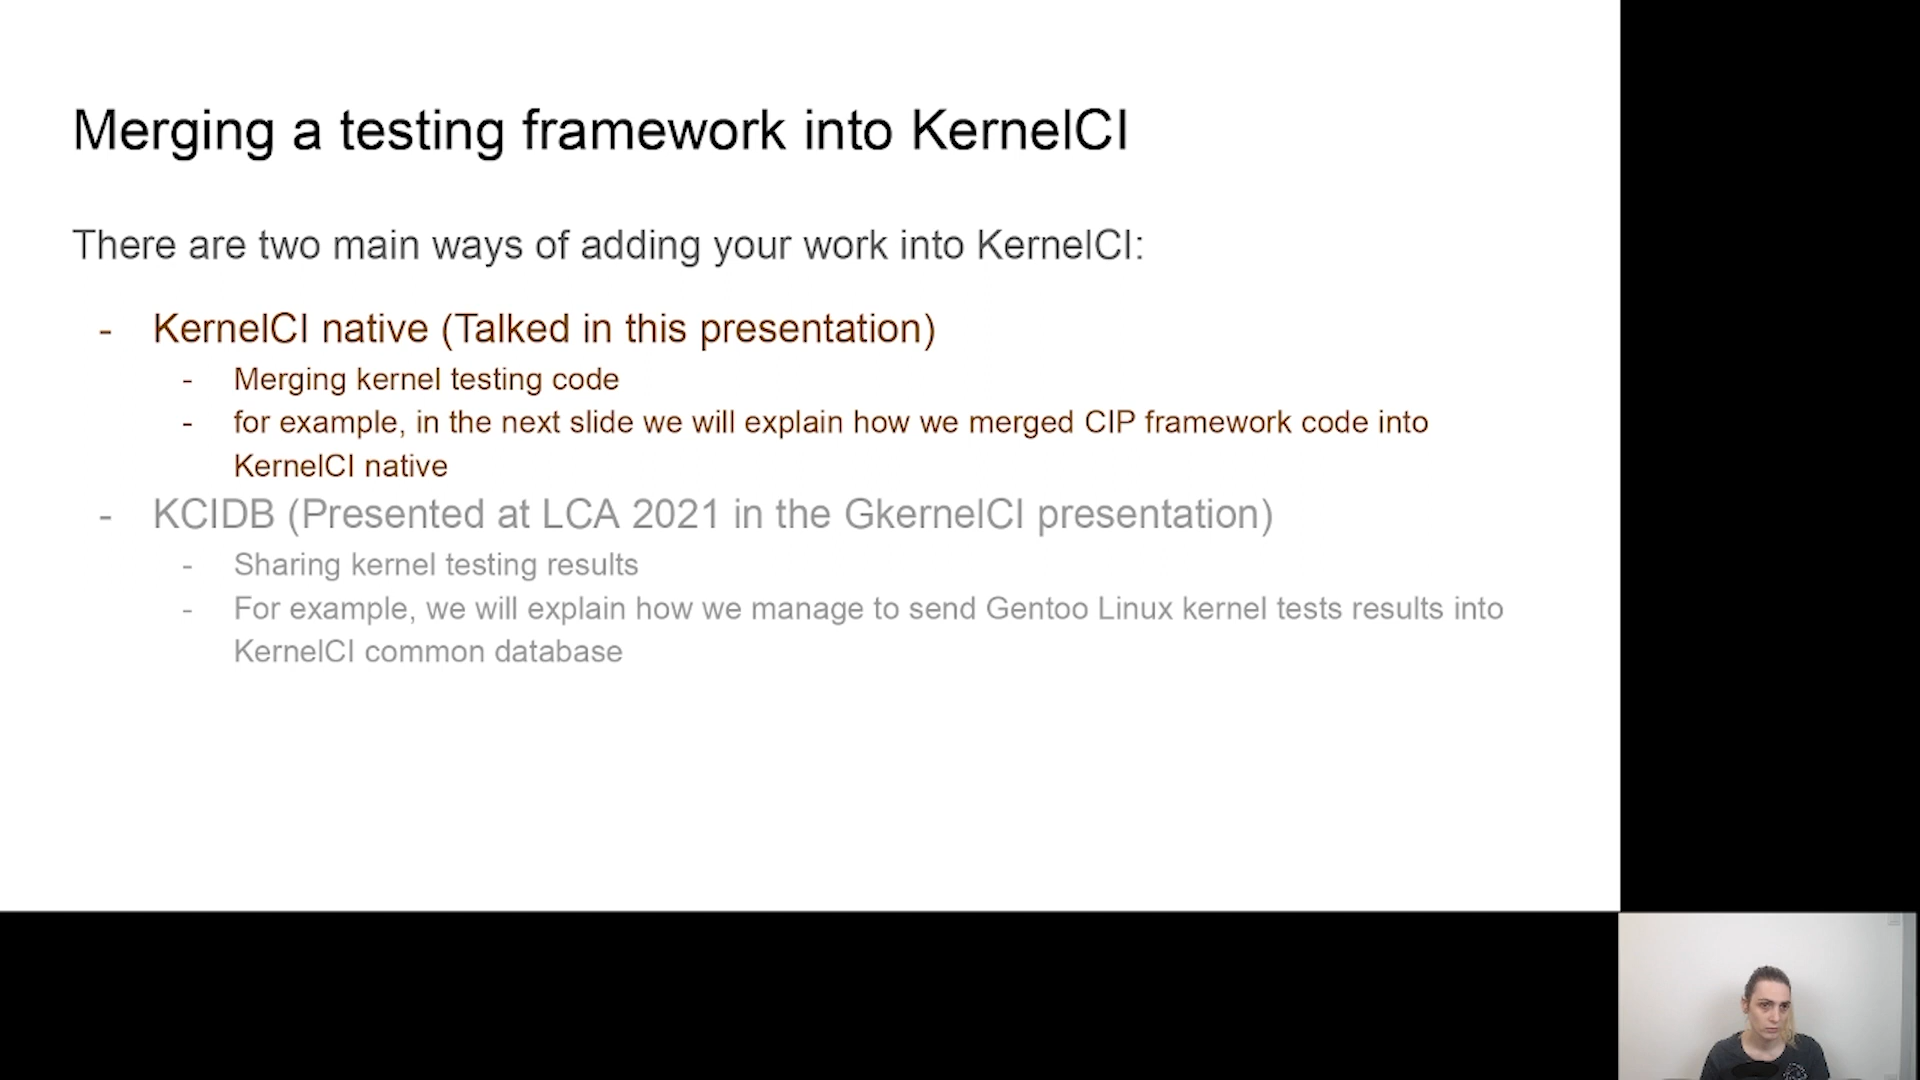 Merging a testing framework into KernelCI
There are two main ways of adding your work into KernelCI:
- KernelCI native (Talked in this presentation)
- Merging kernel testing code
- for example, in the next slide we will explain how we merged CIP framework code into
KernelCI native
- KCIDB (Presented at LCA 2021 in the GkernelCI presentation)
- Sharing kernel testing results
- For example, we will explain how we manage to send Gentoo Linux kernel tests results into
KernelCI common database